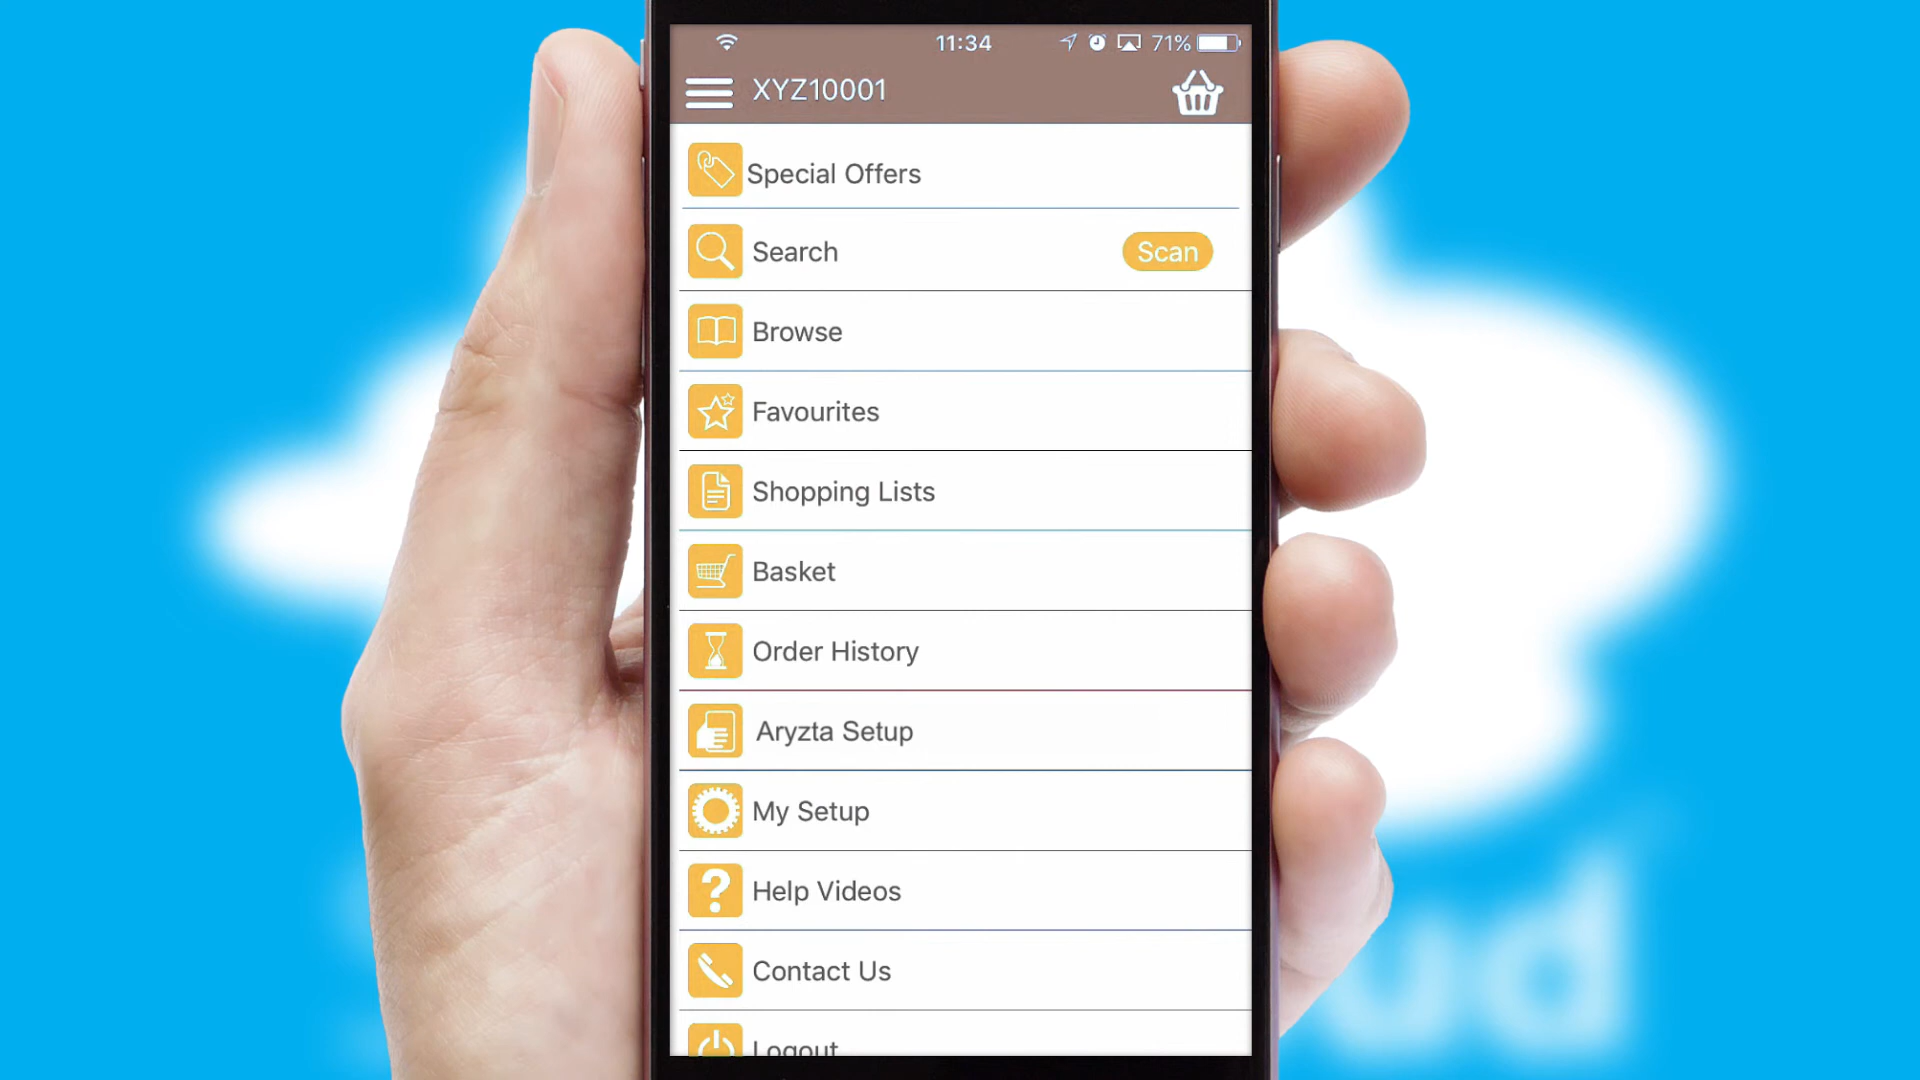 11:34
71%
XYZ10001
Special Offers
Search
Scan
Browse
Favourites
Shopping Lists
Basket
Order History
Aryzta Setup
My Setup
Help Videos
Contact Us
Logout
ud